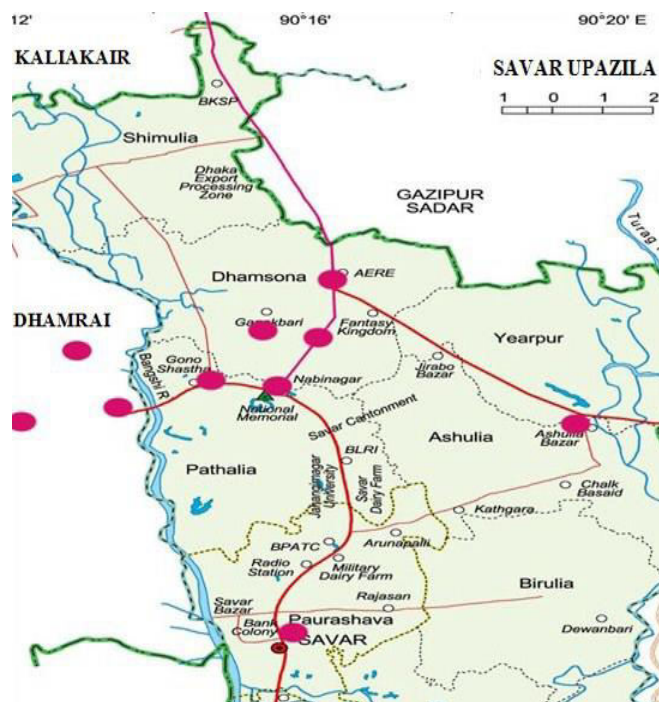 12'
90°16'
90°20' E
KALIAKAIR
SAVAR UPAZILA
1 0 1 2
BKSP
Shimulia
Dhaka
Export
Processing
Zone
GAZIPUR
SADAR
Turag
Dhamsona
AERE
DHAMRAI
Fantasy
Kingdom
Yearpur
Gono
Shastha
Bangshi R.
Jirabo
Bazar
Nabinagar
National
Memorial
Savar Cantonment
Ashulia
Ashulia
Bazar
Pathalia
BLRI
Jahangirnagar
University
Savar
Dairy Farm
Chalk
Basaid
Kathgara
BPATC
Arunapalli
Radio
Station
Military
Dairy Farm
Birulia
Rajasan
Savar
Bazar
Paurashava
Bank
Colony
SAVAR
Dewanbari